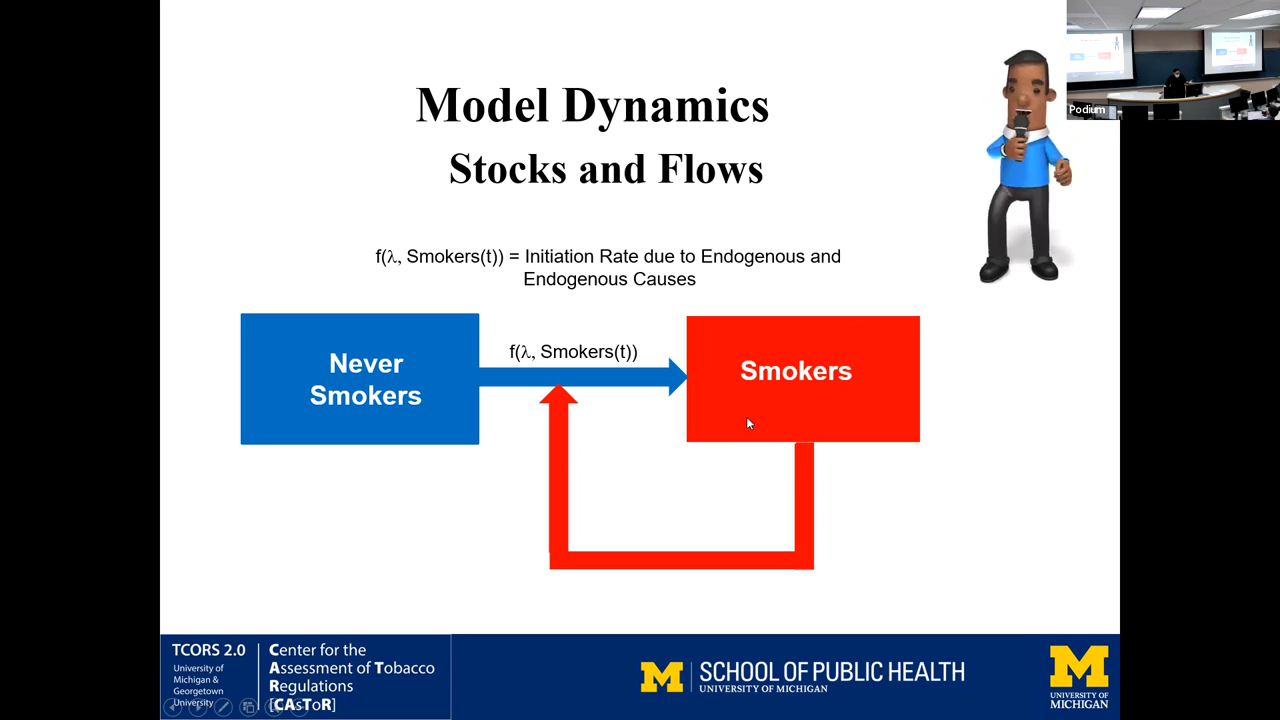 Model Dynamics
Stocks and Flows
f(λ, Smokers(t)) = Initiation Rate due to Endogenous and
Endogenous Causes
Never
Smokers
f(λ, Smokers(t))
Smokers
Podium
TCORS 2.0
University of
Michigan &
Georgetown
University
Center for the
Assessment of Tobacco
Regulations
[CAsToR]
M
SCHOOL OF PUBLIC HEALTH
UNIVERSITY OF MICHIGAN
M
UNIVERSITY OF
MICHIGAN